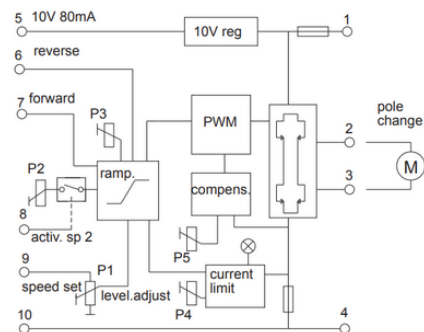 5 10V 80mA
10V reg
1
6 reverse
7 forward
P3
PWM
pole
change
2
P2
ramp.
M
3
compens.
8
activ. sp 2
P5
9
P1
speed set
level.adjust
P4
current
limit
10
4